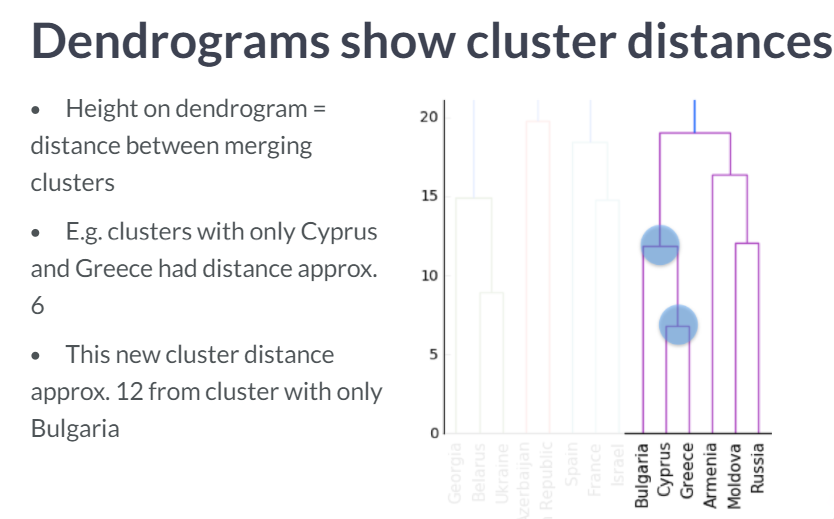 Dendrograms show cluster distances
• Height on dendrogram =
distance between merging
clusters
• E.g. clusters with only Cyprus
and Greece had distance approx.
6
• This new cluster distance
approx. 12 from cluster with only
Bulgaria
20
15
10
5
0
Georgia
Belarus
Ukraine
Azerbaijan
Republic
Spain
France
Israel
Bulgaria
Cyprus
Greece
Armenia
Moldova
Russia